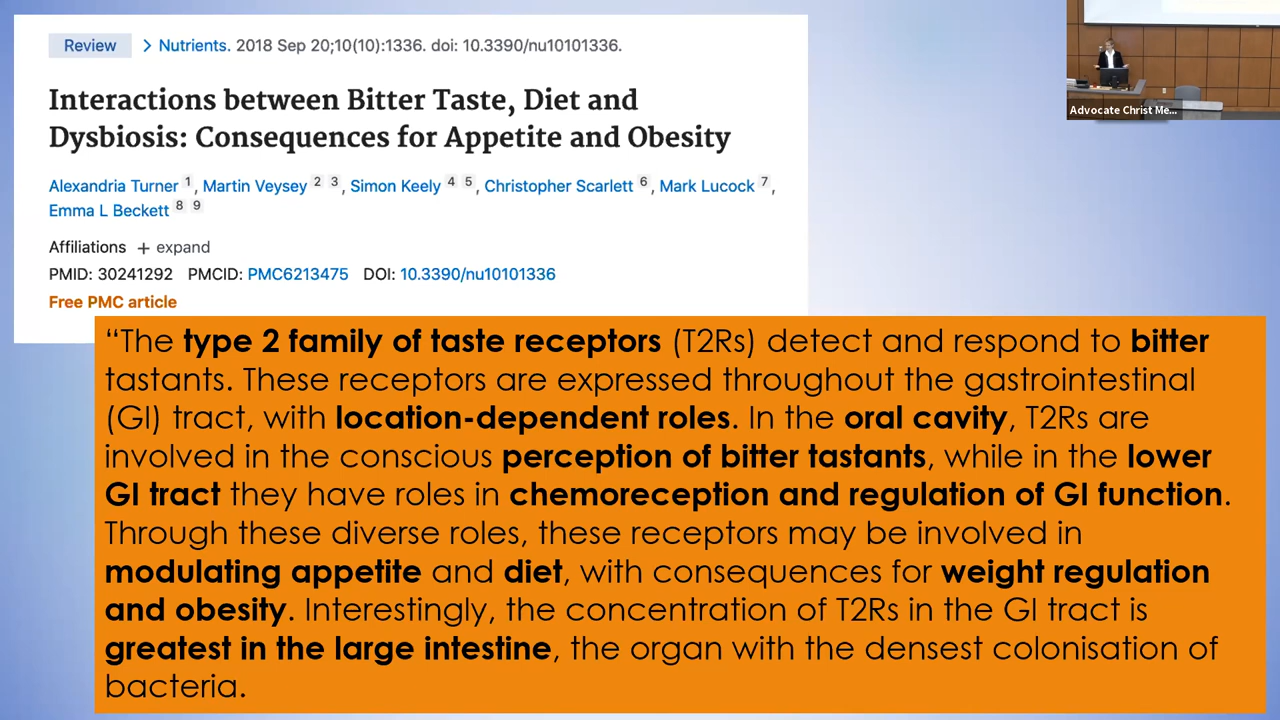 Review > Nutrients. 2018 Sep 20;10(10):1336. doi: 10.3390/nu10101336.
Interactions between Bitter Taste, Diet and
Dysbiosis: Consequences for Appetite and Obesity
Alexandria Turner 1, Martin Veysey 2 3, Simon Keely 4 5, Christopher Scarlett 6, Mark Lucock 7,
Emma L Beckett 8 9
Affiliations + expand
PMID: 30241292 PMCID: PMC6213475 DOI: 10.3390/nu10101336
Free PMC article
Advocate Christ Me...
“The type 2 family of taste receptors (T2Rs) detect and respond to bitter
tastants. These receptors are expressed throughout the gastrointestinal
(GI) tract, with location-dependent roles. In the oral cavity, T2Rs are
involved in the conscious perception of bitter tastants, while in the lower
GI tract they have roles in chemoreception and regulation of GI function.
Through these diverse roles, these receptors may be involved in
modulating appetite and diet, with consequences for weight regulation
and obesity. Interestingly, the concentration of T2Rs in the GI tract is
greatest in the large intestine, the organ with the densest colonisation of
bacteria.